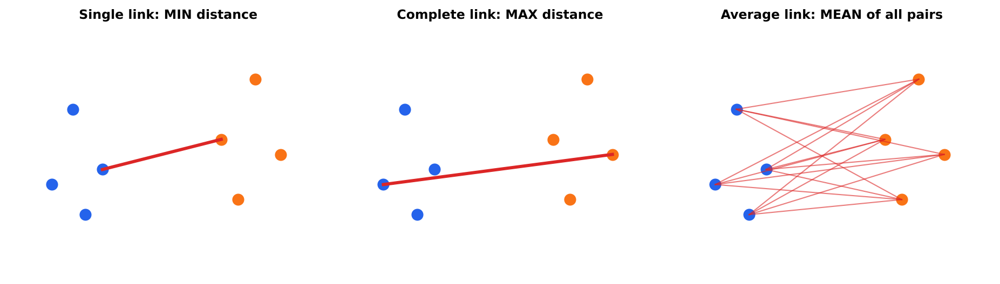 Single link: MIN distance
Complete link: MAX distance
Average link: MEAN of all pairs